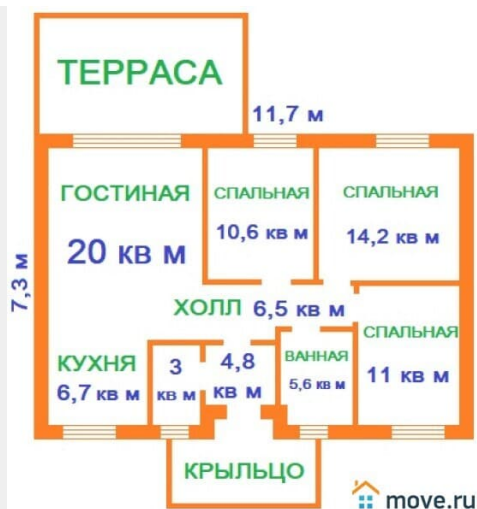 ТЕРРАСА
11,7 м
ГОСТИНАЯ
СПАЛЬНАЯ
СПАЛЬНАЯ
20 кв м
10,6 кв м
14,2 кв м
7,3 м
ХОЛЛ 6,5 кв м
СПАЛЬНАЯ
КУХНЯ
6,7 кв м
3
кв м
4,8
кв м
ВАННАЯ
5,6 кв м
11 кв м
КРЫЛЬЦО
move.ru